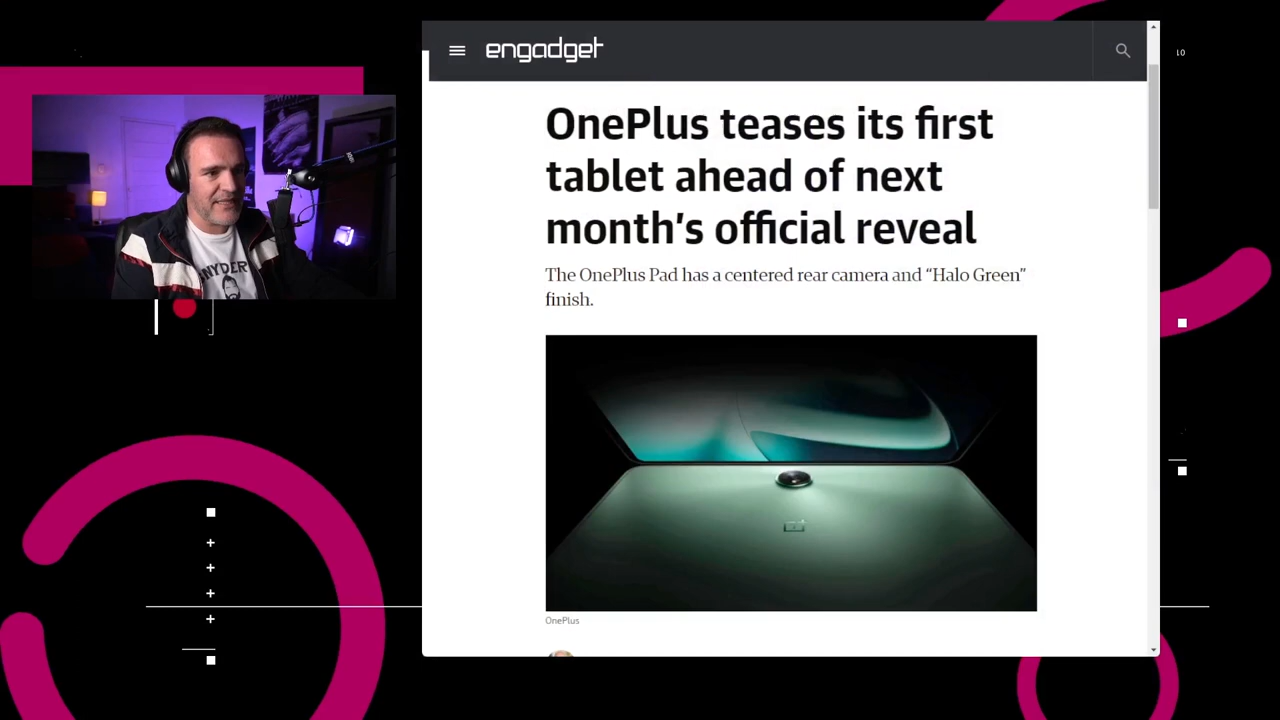 engadget
10
OnePlus teases its first
tablet ahead of next
month's official reveal
The OnePlus Pad has a centered rear camera and “Halo Green”
finish.
OnePlus